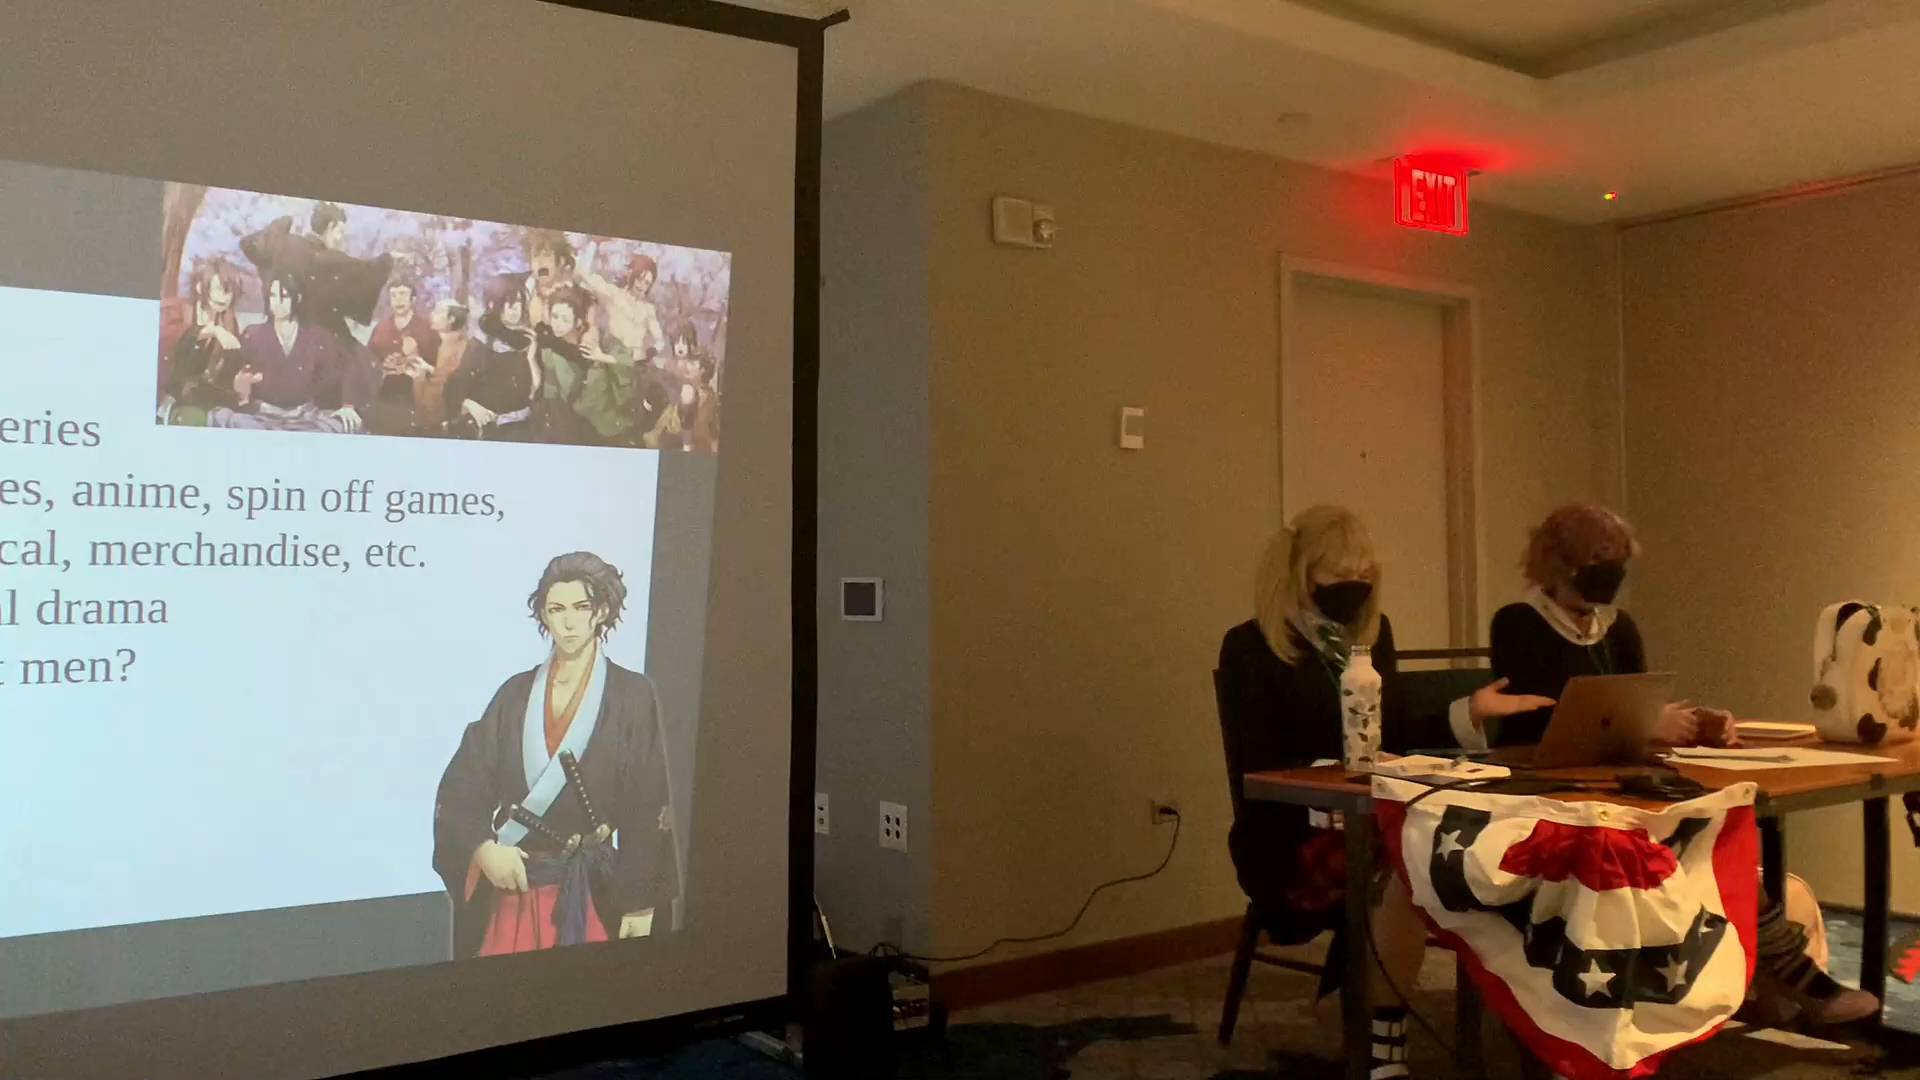 EXIT
eries
es, anime, spin off games,
cal, merchandise, etc.
l drama
t men?